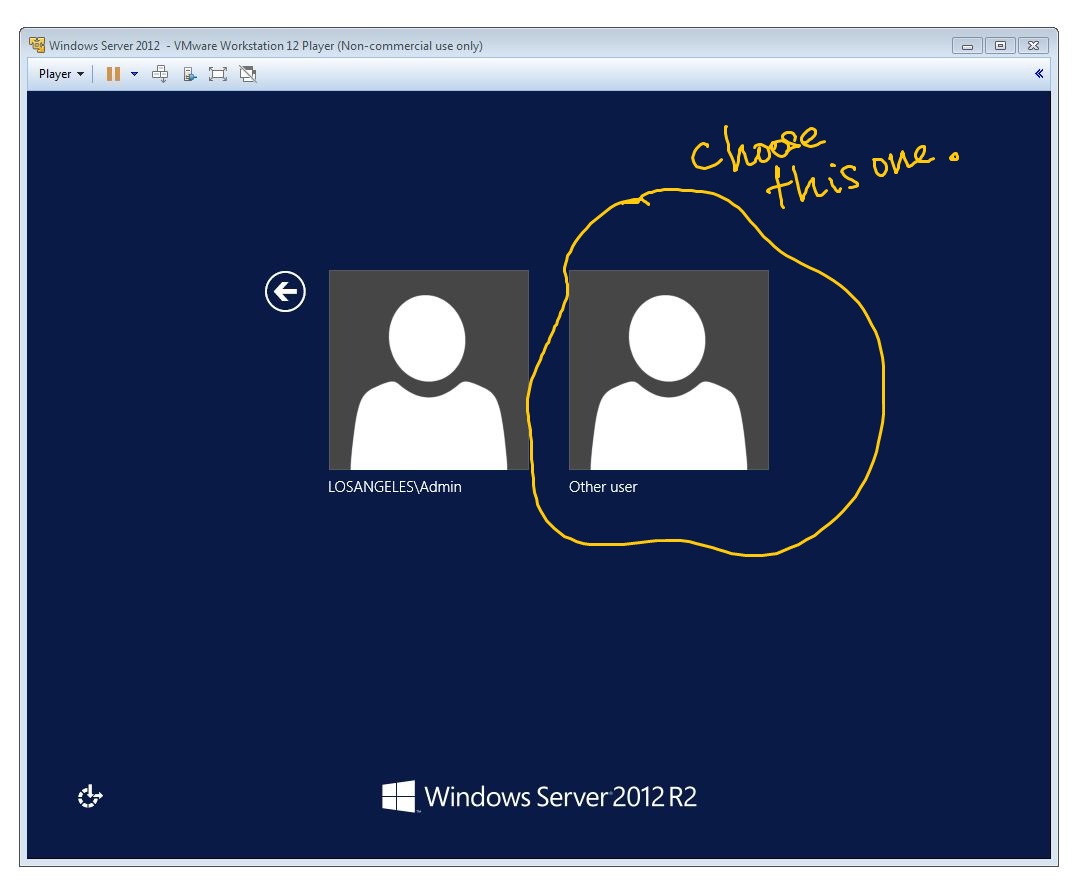 Windows Server 2012 - VMware Workstation 12 Player (Non-commercial use only)
Player
choose
this one.
LOSANGELES\Admin
Other user
Windows Server 2012 R2